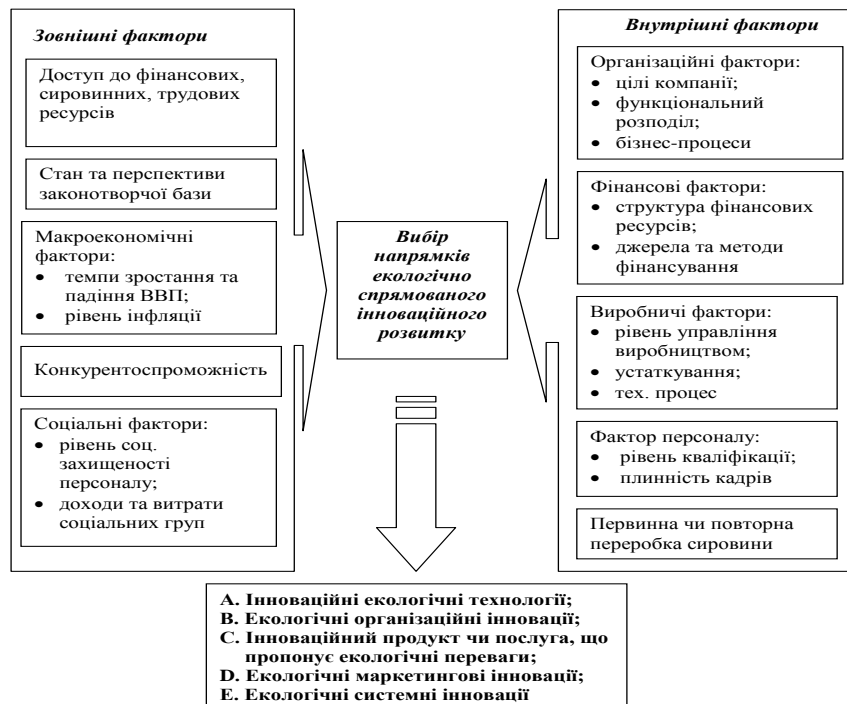 Зовнішні фактори
Доступ до фінансових,
сировинних, трудових
ресурсів
Стан та перспективи
законотворчої бази
Макроекономічні
фактори:
• темпи зростання та
падіння ВВП;
• рівень інфляції
Конкурентоспроможність
Соціальні фактори:
• рівень соц.
захищеності
персоналу;
• доходи та витрати
соціальних груп
Вибір
напрямків
екологічно
спрямованого
інноваційного
розвитку
Внутрішні фактори
Організаційні фактори:
• цілі компанії;
• функціональний
розподіл;
• бізнес-процеси
Фінансові фактори:
• структура фінансових
ресурсів;
• джерела та методи
фінансування
Виробничі фактори:
• рівень управління
виробництвом;
• устаткування;
• тех. процес
Фактор персоналу:
• рівень кваліфікації;
• плинність кадрів
Первинна чи повторна
переробка сировини
A. Інноваційні екологічні технології;
B. Екологічні організаційні інновації;
C. Інноваційний продукт чи послуга, що
пропонує екологічні переваги;
D. Екологічні маркетингові інновації;
E. Екологічні системні інновації